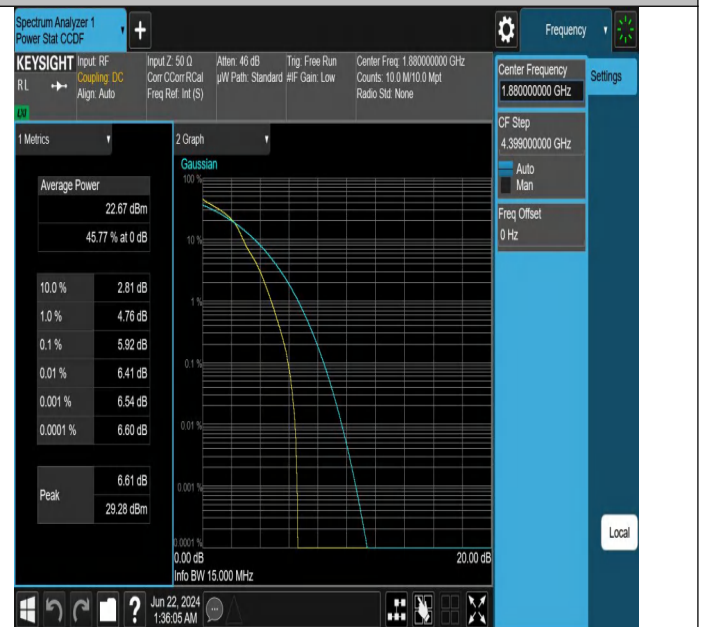 Spectrum Analyzer 1
Power Stat CCDF
Frequency
KEYSIGHT
RL
Input: RF
Coupling: DC
Align: Auto
Input Z: 50 Ω
Corr CCorr RCal
Freq Ref: Int (S)
Atten: 46 dB
µW Path: Standard
Trig: Free Run
#IF Gain: Low
Center Freq: 1.880000000 GHz
Counts: 10.0 M/10.0 Mpt
Radio Std: None
Center Frequency
1.880000000 GHz
Settings
CF Step
4.399000000 GHz
Auto
Man
Freq Offset
0 Hz
1 Metrics
Average Power
22.67 dBm
45.77 % at 0 dB
10.0 % 2.81 dB
1.0 % 4.76 dB
0.1 % 5.92 dB
0.01 % 6.41 dB
0.001 % 6.54 dB
0.0001 % 6.60 dB
Peak
6.61 dB
29.28 dBm
2 Graph
Gaussian
100 %
10 %
1 %
0.1 %
0.01 %
0.001 %
0.0001 %
0.00 dB
20.00 dB
Info BW 15.000 MHz
Local
?
Jun 22, 2024
1:36:05 AM